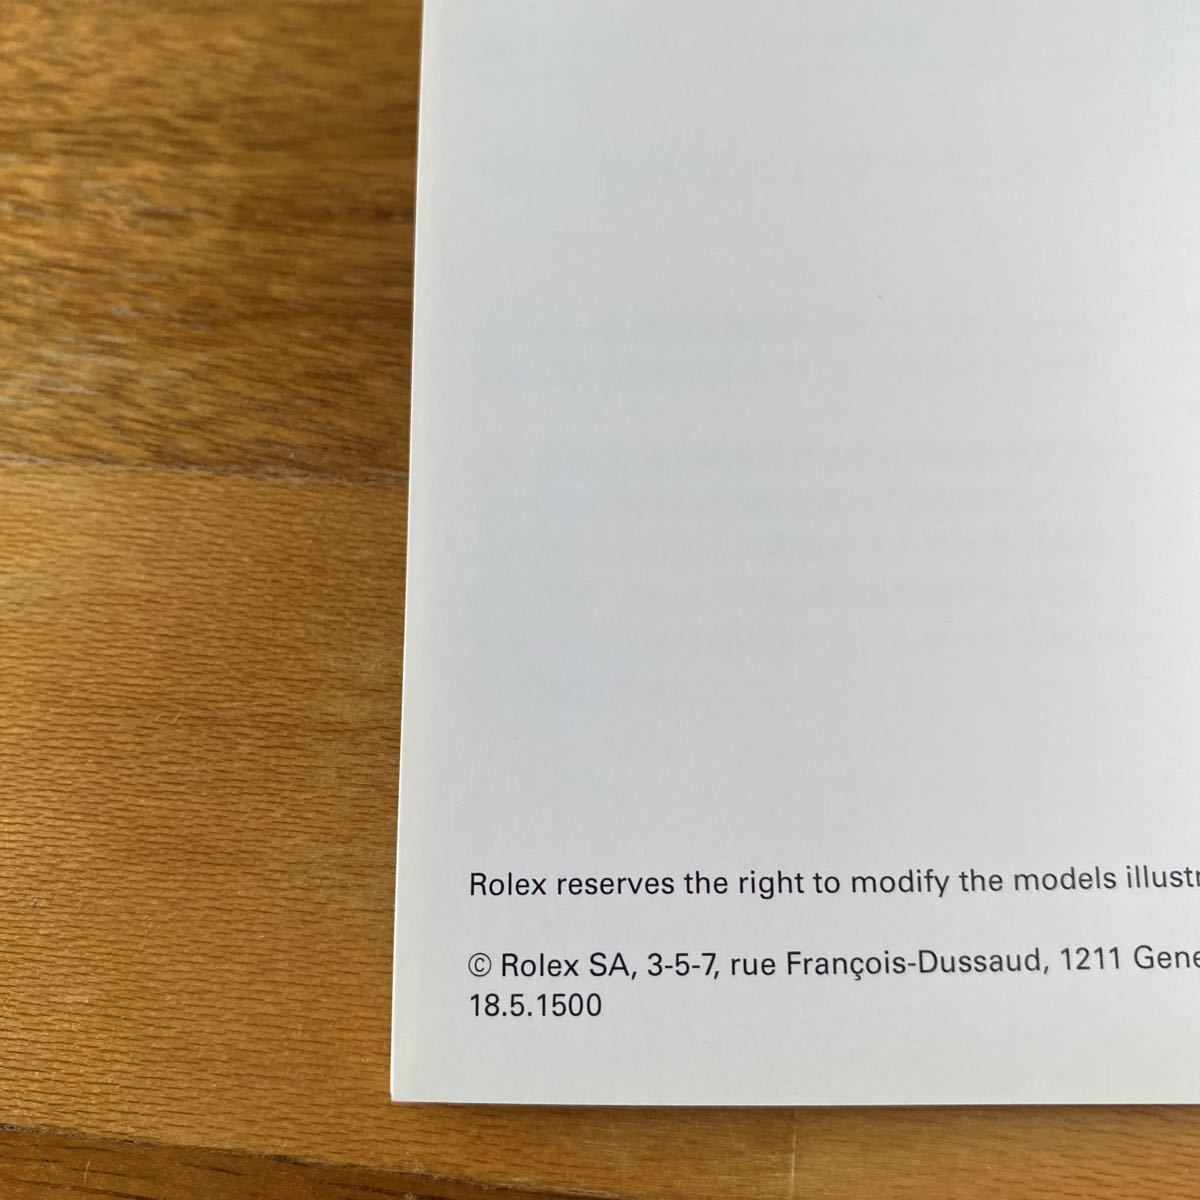 Rolex reserves the right to modify the models illustr
© Rolex SA, 3-5-7, rue François-Dussaud, 1211 Gene
18.5.1500